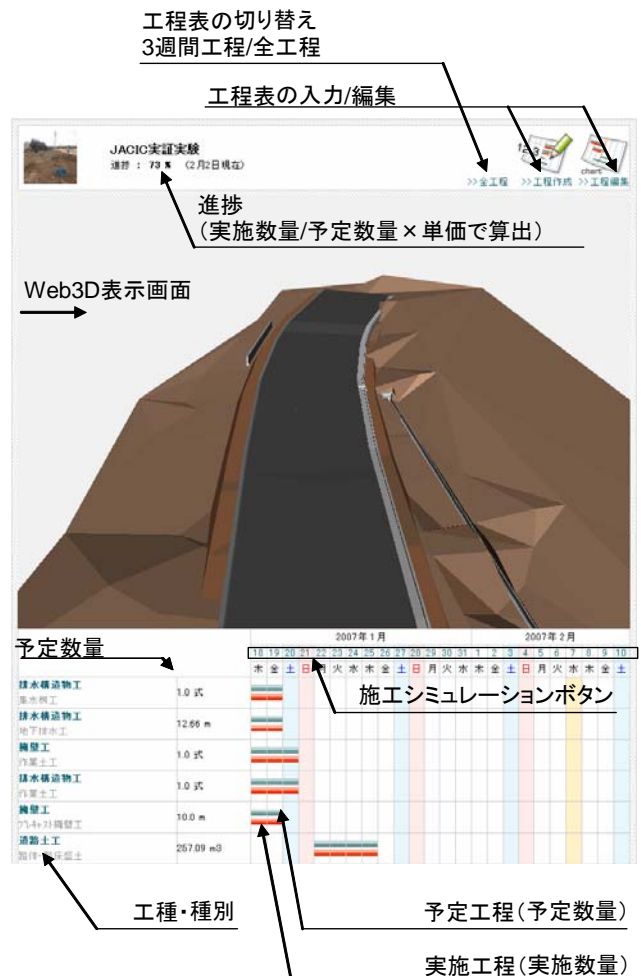 工程表の切り替え
3週間工程/全工程
工程表の入力/編集
JACIC実証実験
進捗 : 73 % (2月2日現在)
chart
>>全工程 >>工程作成 >>工程編集
進捗
(実施数量/予定数量×単価で算出)
Web3D表示画面
2007年1月 2007年2月
予定数量
18 19 20 21 22 23 24 25 26 27 28 29 30 31 1 2 3 4 5 6 7 8 9 10
木 金 土 日 月 火 水 木 金 土 日 月 火 水 木 金 土 日 月 火 水 木 金 土
施工シミュレーションボタン
排水構造物工
集水桝工
1.0 式
排水構造物工
地下排水工
12.66 m
擁壁工
作業土工
1.0 式
排水構造物工
作業土工
1.0 式
擁壁工
プレキャスト擁壁工
10.0 m
道路土工
257.09 m3
工種・種別
予定工程(予定数量)
実施工程(実施数量)